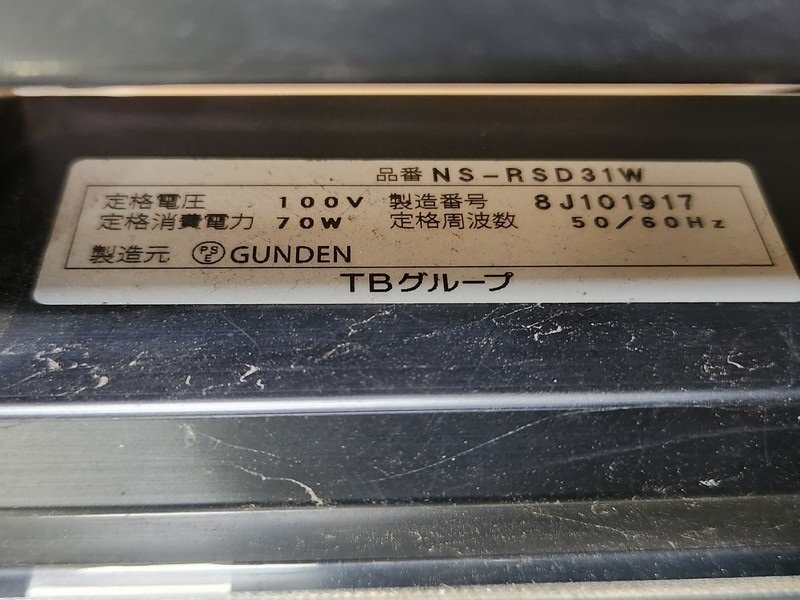 品番 NS-RSD31W
定格電圧 100V 製造番号 8J101917
定格消費電力 70W 定格周波数 50/60Hz
製造元 PSE GUNDEN
TBグループ